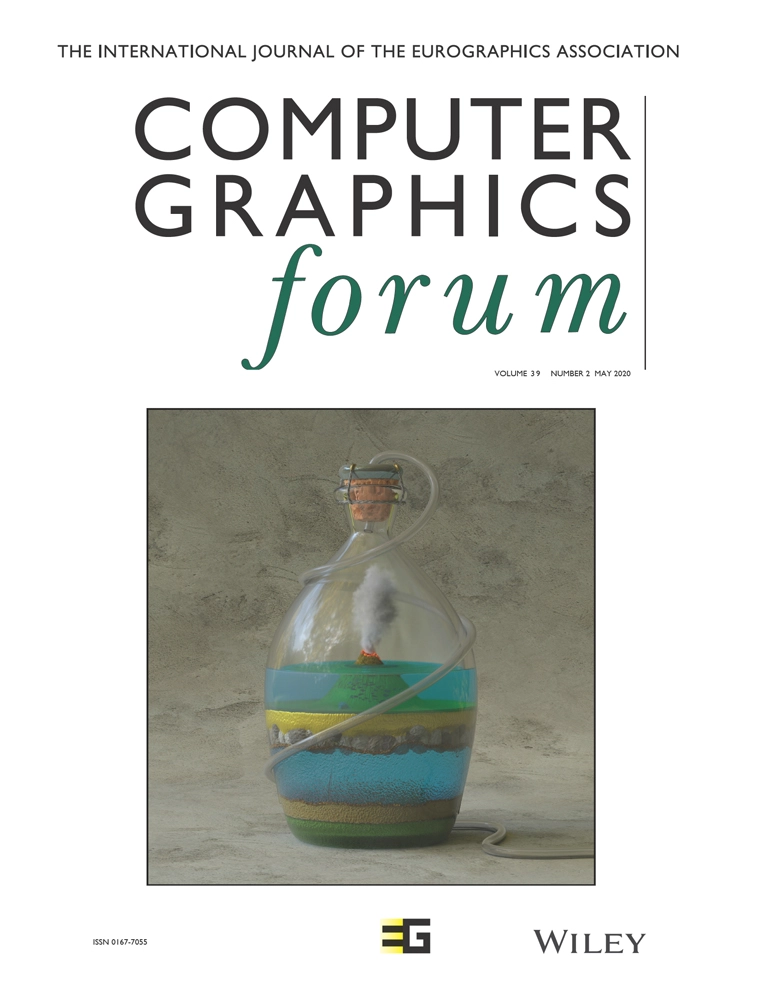 THE INTERNATIONAL JOURNAL OF THE EUROGRAPHICS ASSOCIATION
COMPUTER
GRAPHICS
forum
VOLUME 39 NUMBER 2 MAY 2020
ISSN 0167-7055
EG
WILEY